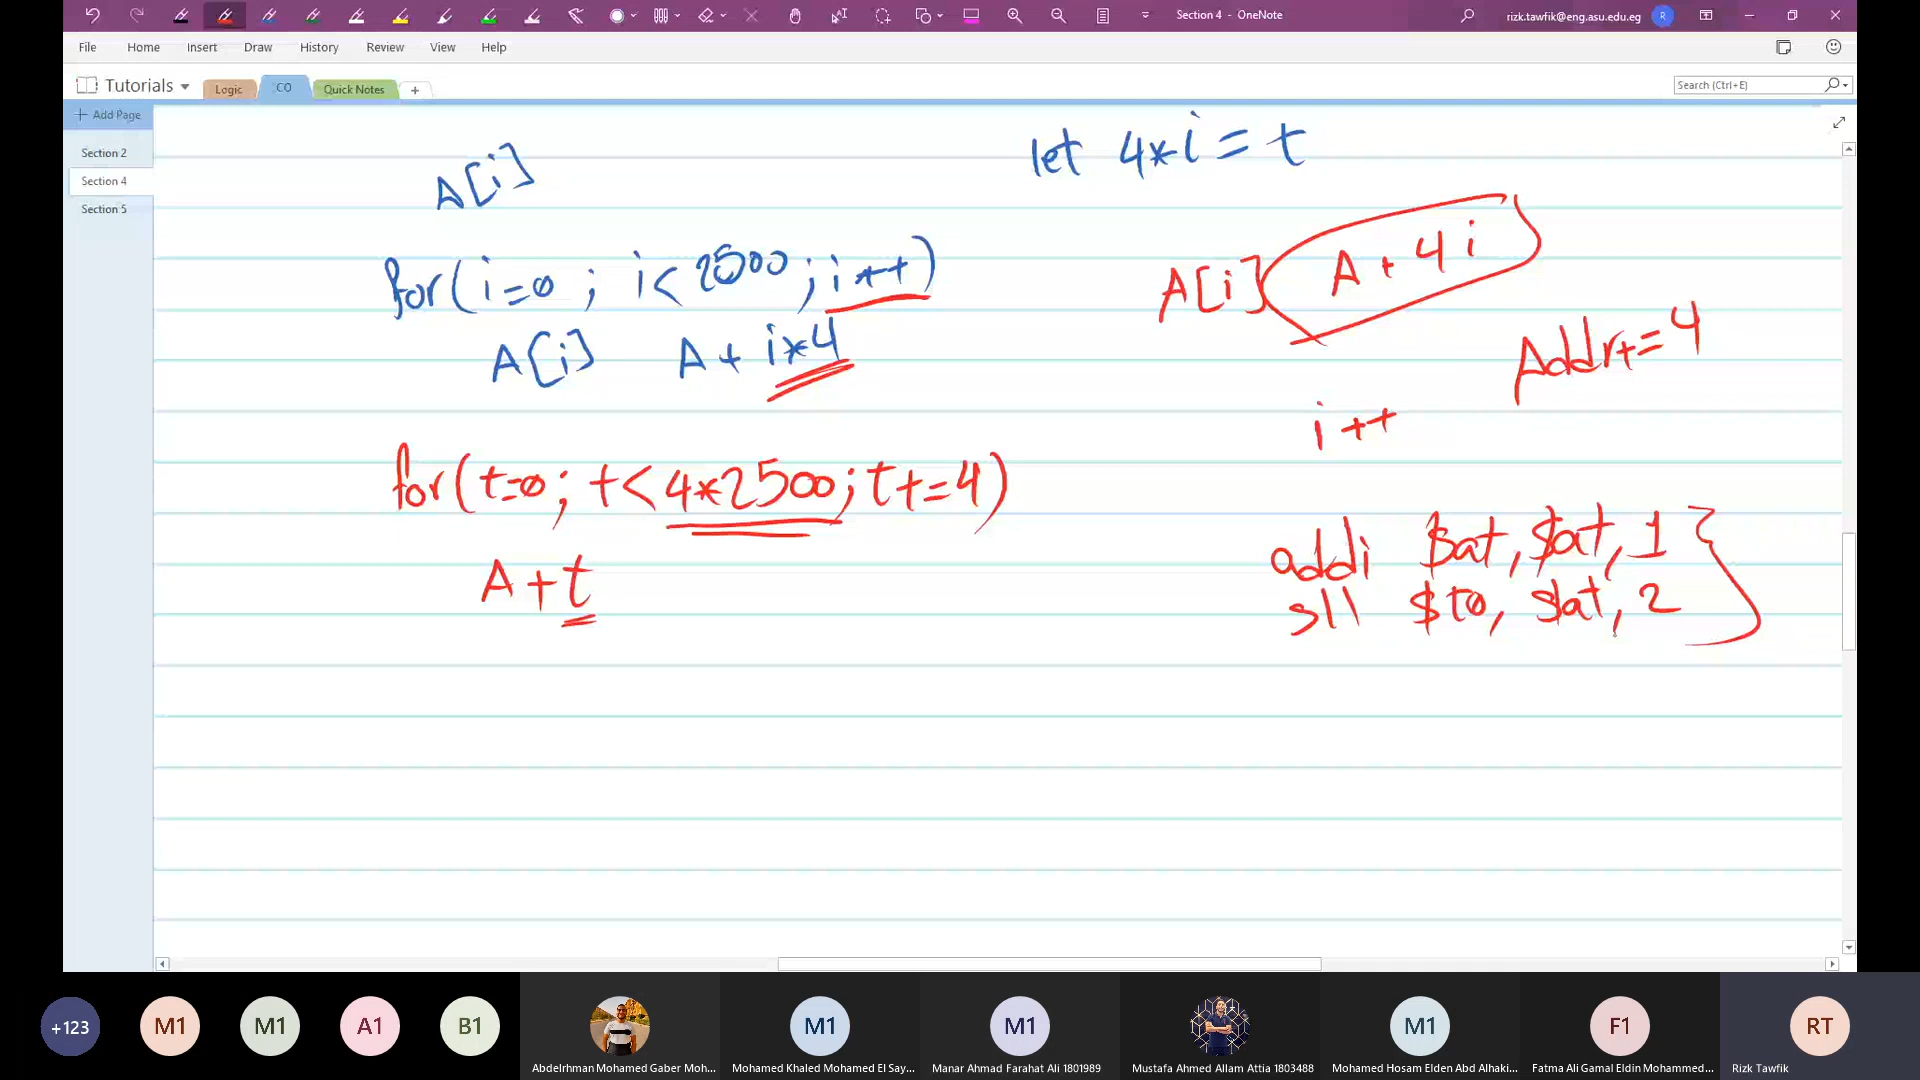 Section 4 - OneNote
rizk.tawfik@eng.asu.edu.eg
R
File Home Insert Draw History Review View Help
Tutorials
Logic
CO
Quick Notes
+
Search (Ctrl+E)
Add Page
Section 2
Section 4
Section 5
A[i]
let 4*i = t
for(i=0 ; i< 2500 ; i++)
A[i] A + i*4
A[i] A + 4 i
Addr+=4
i ++
for(t=0; t< 4*2500; t+=4)
A + t
addi $at, $at, 1
sll $t0, $at, 2
+123
M1
M1
A1
B1
Abdelrhman Mohamed Gaber Moh...
M1
Mohamed Khaled Mohamed El Say...
M1
Manar Ahmad Farahat Ali 1801989
Mustafa Ahmed Allam Attia 1803488
M1
Mohamed Hosam Elden Abd Alhaki...
F1
Fatma Ali Gamal Eldin Mohammed...
RT
Rizk Tawfik